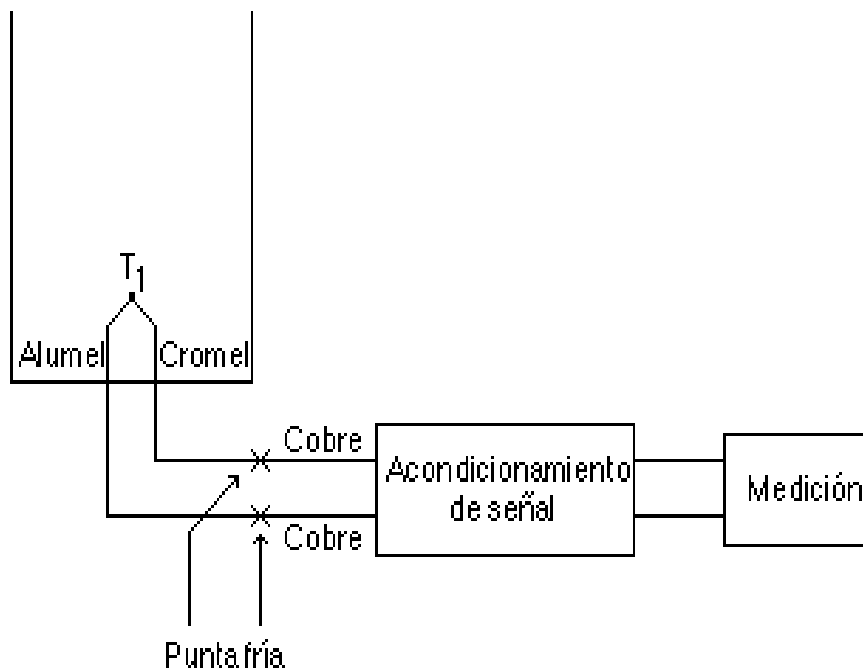 T1
Alumel
Cromel
Cobre
Cobre
Acondicionamiento
de señal
Medición
Punta fría